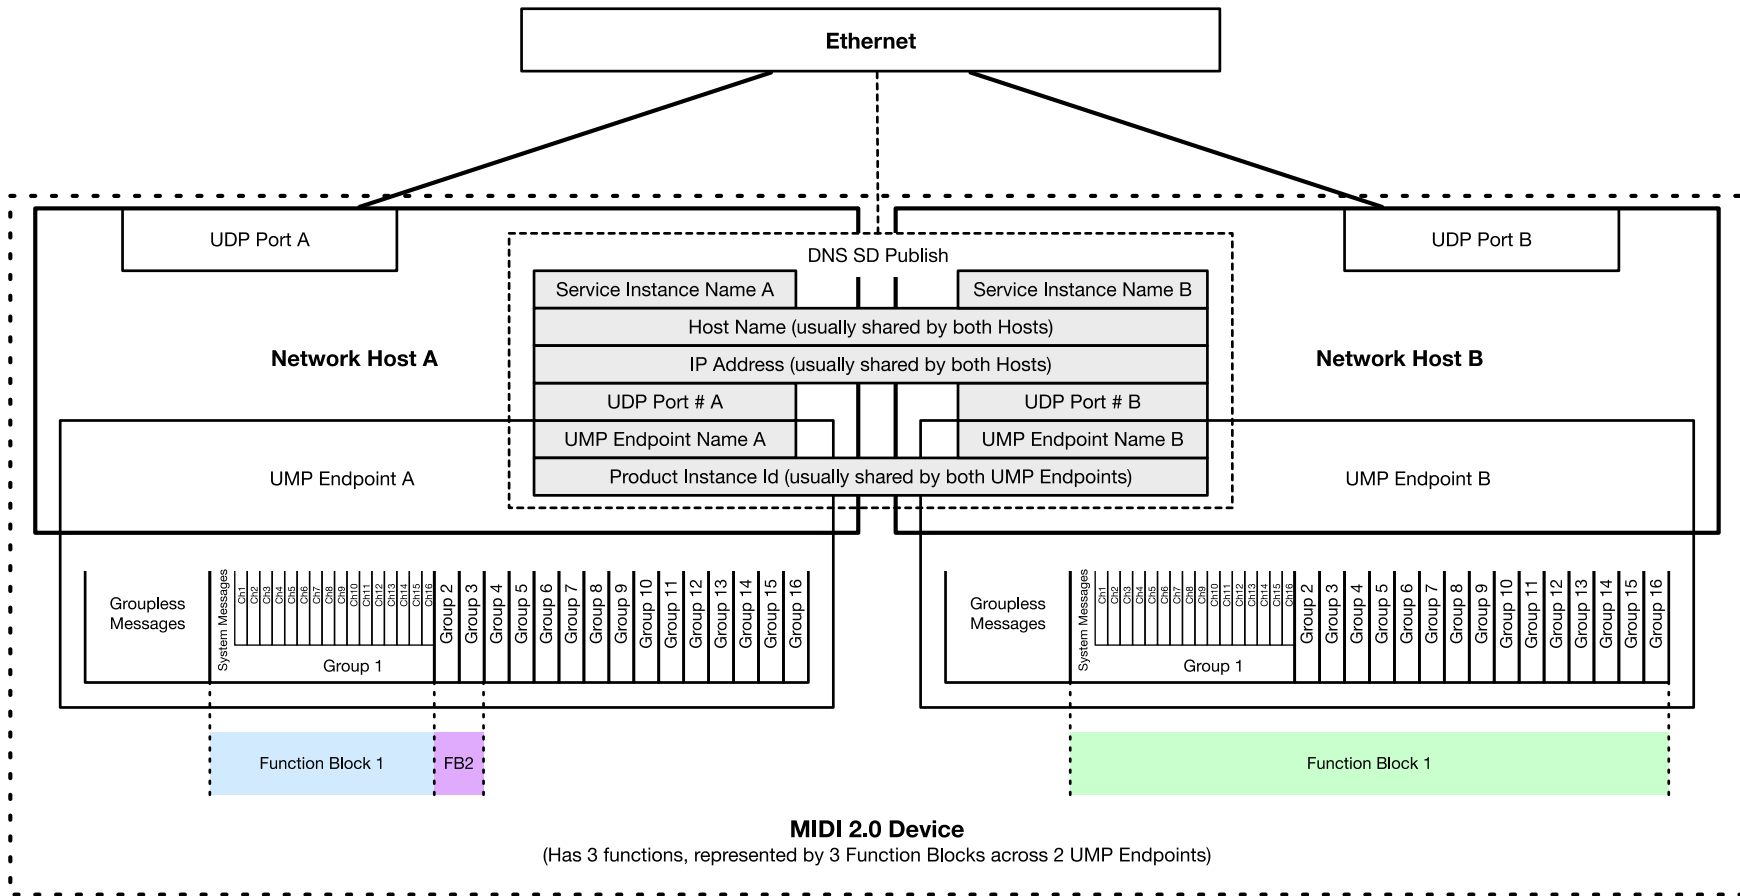 Ethernet
UDP Port A
UDP Port B
DNS SD Publish
Service Instance Name A
Service Instance Name B
Host Name (usually shared by both Hosts)
Network Host A
IP Address (usually shared by both Hosts)
Network Host B
UDP Port # A
UDP Port # B
UMP Endpoint Name A
UMP Endpoint Name B
UMP Endpoint A
Product Instance Id (usually shared by both UMP Endpoints)
UMP Endpoint B
Groupless
Messages
System Messages
Ch1
Ch2
Ch3
Ch4
Ch5
Ch6
Ch7
Ch8
Ch9
Ch10
Ch11
Ch12
Ch13
Ch14
Ch15
Ch16
Group 1
Group 2
Group 3
Group 4
Group 5
Group 6
Group 7
Group 8
Group 9
Group 10
Group 11
Group 12
Group 13
Group 14
Group 15
Group 16
Groupless
Messages
System Messages
Ch1
Ch2
Ch3
Ch4
Ch5
Ch6
Ch7
Ch8
Ch9
Ch10
Ch11
Ch12
Ch13
Ch14
Ch15
Ch16
Group 1
Group 2
Group 3
Group 4
Group 5
Group 6
Group 7
Group 8
Group 9
Group 10
Group 11
Group 12
Group 13
Group 14
Group 15
Group 16
Function Block 1
FB2
Function Block 1
MIDI 2.0 Device
(Has 3 functions, represented by 3 Function Blocks across 2 UMP Endpoints)